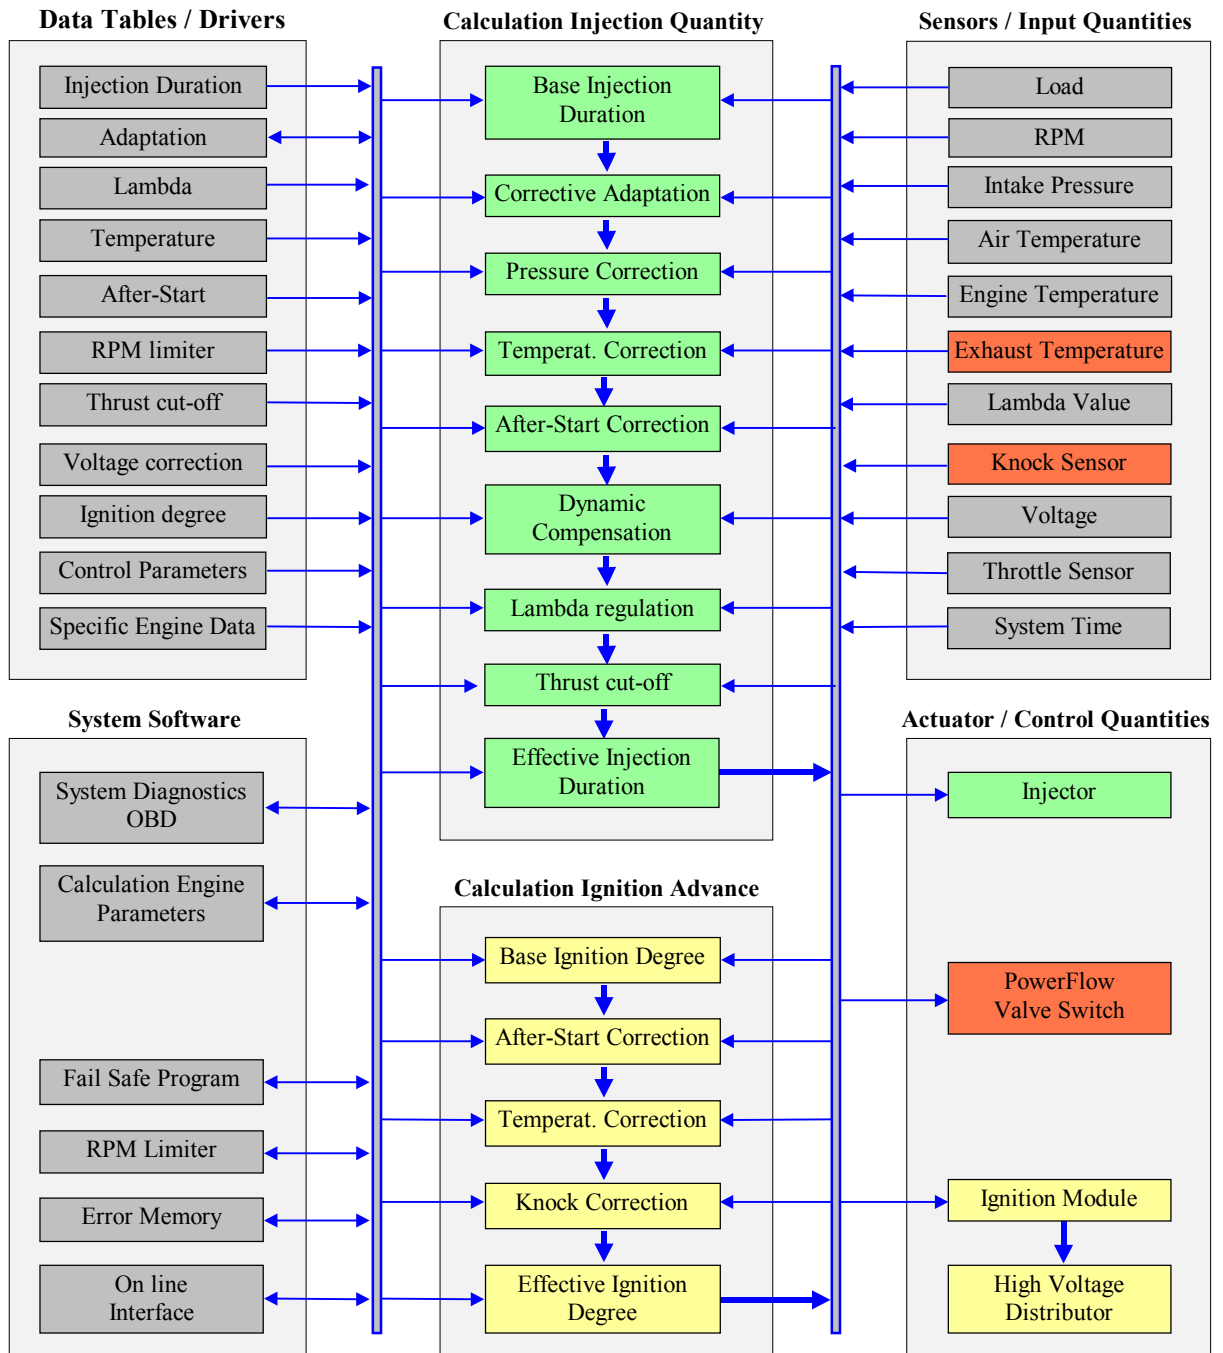 Data Tables / Drivers
Injection Duration
Adaptation
Lambda
Temperature
After-Start
RPM limiter
Thrust cut-off
Voltage correction
Ignition degree
Control Parameters
Specific Engine Data
System Software
System Diagnostics
OBD
Calculation Engine
Parameters
Fail Safe Program
RPM Limiter
Error Memory
On line
Interface
Calculation Injection Quantity
Base Injection
Duration
Corrective Adaptation
Pressure Correction
Temperat. Correction
After-Start Correction
Dynamic
Compensation
Lambda regulation
Thrust cut-off
Effective Injection
Duration
Calculation Ignition Advance
Base Ignition Degree
After-Start Correction
Temperat. Correction
Knock Correction
Effective Ignition
Degree
Sensors / Input Quantities
Load
RPM
Intake Pressure
Air Temperature
Engine Temperature
Exhaust Temperature
Lambda Value
Knock Sensor
Voltage
Throttle Sensor
System Time
Actuator / Control Quantities
Injector
PowerFlow
Valve Switch
Ignition Module
High Voltage
Distributor